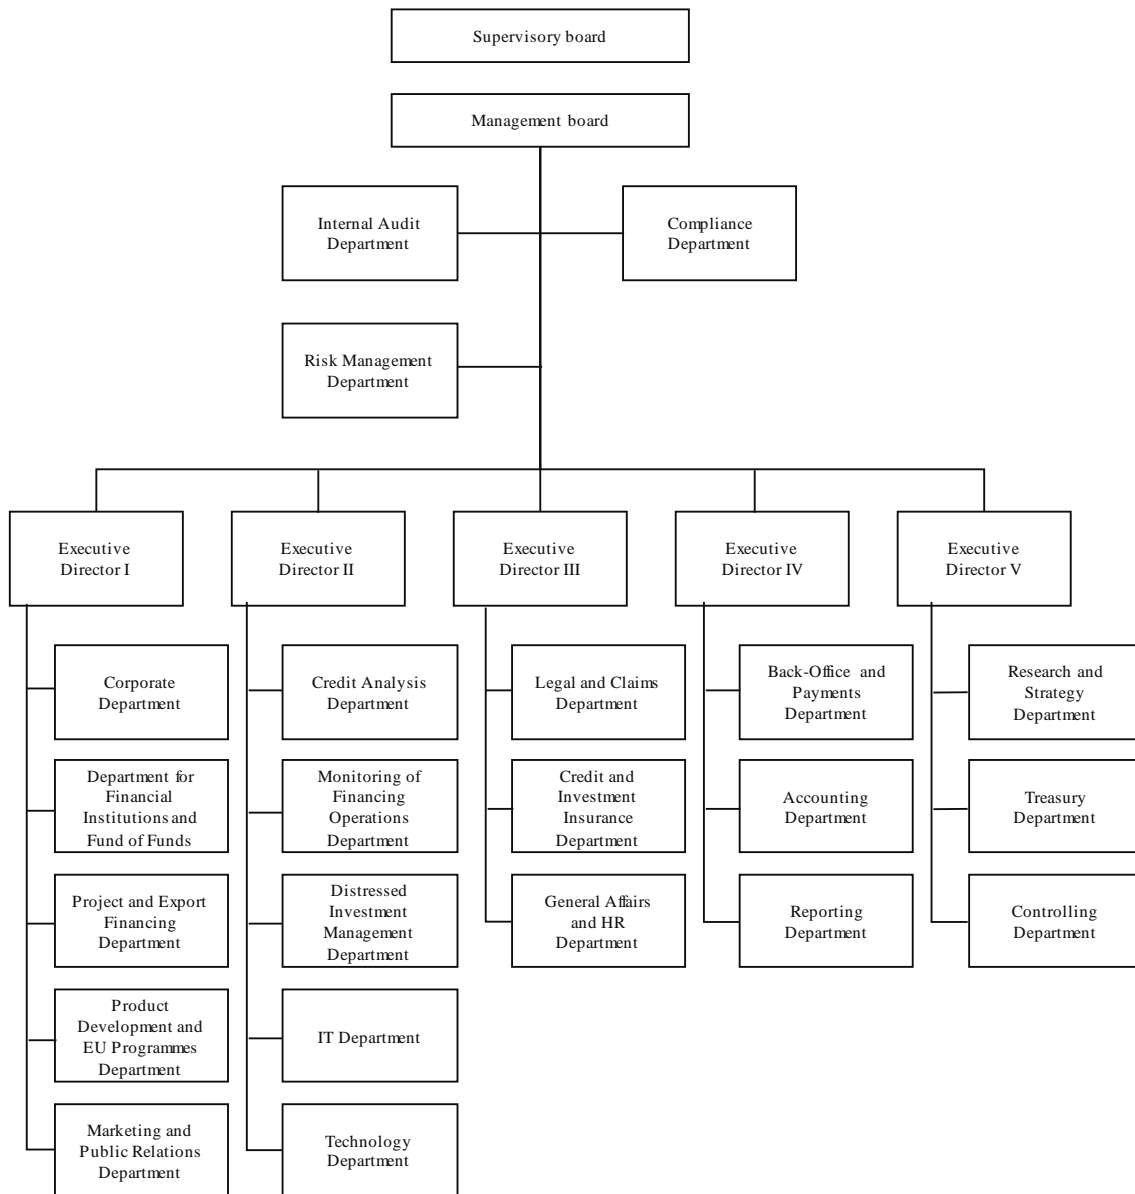 Supervisory board
Management board
Internal Audit
Department
Compliance
Department
Risk Management
Department
Executive
Director I
Executive
Director II
Executive
Director III
Executive
Director IV
Executive
Director V
Corporate
Department
Department for
Financial
Institutions and
Fund of Funds
Project and Export
Financing
Department
Product
Development and
EU Programmes
Department
Marketing and
Public Relations
Department
Credit Analysis
Department
Monitoring of
Financing
Operations
Department
Distressed
Investment
Management
Department
IT Department
Technology
Department
Legal and Claims
Department
Credit and
Investment
Insurance
Department
General Affairs
and HR
Department
Back-Office and
Payments
Department
Accounting
Department
Reporting
Department
Research and
Strategy
Department
Treasury
Department
Controlling
Department